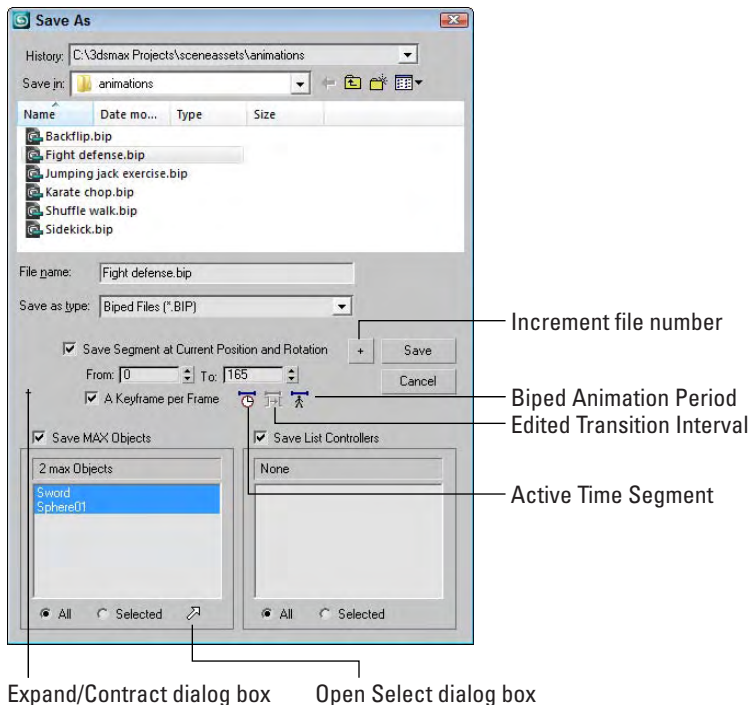 Save As
History: C:\3dsmax Projects\sceneassets\animations
Save in: animations
Name Date mo... Type Size
Backflip.bip
Fight defense.bip
Jumping jack exercise.bip
Karate chop.bip
Shuffle walk.bip
Sidekick.bip
File name: Fight defense.bip
Save as type: Biped Files (*.BIP)
Increment file number
Save Segment at Current Position and Rotation + Save
From: 0 To: 165 Cancel
A Keyframe per Frame
Biped Animation Period
Edited Transition Interval
Save MAX Objects Save List Controllers
2 max Objects None
Sword
Sphere01
Active Time Segment
All Selected All Selected
Expand/Contract dialog box Open Select dialog box